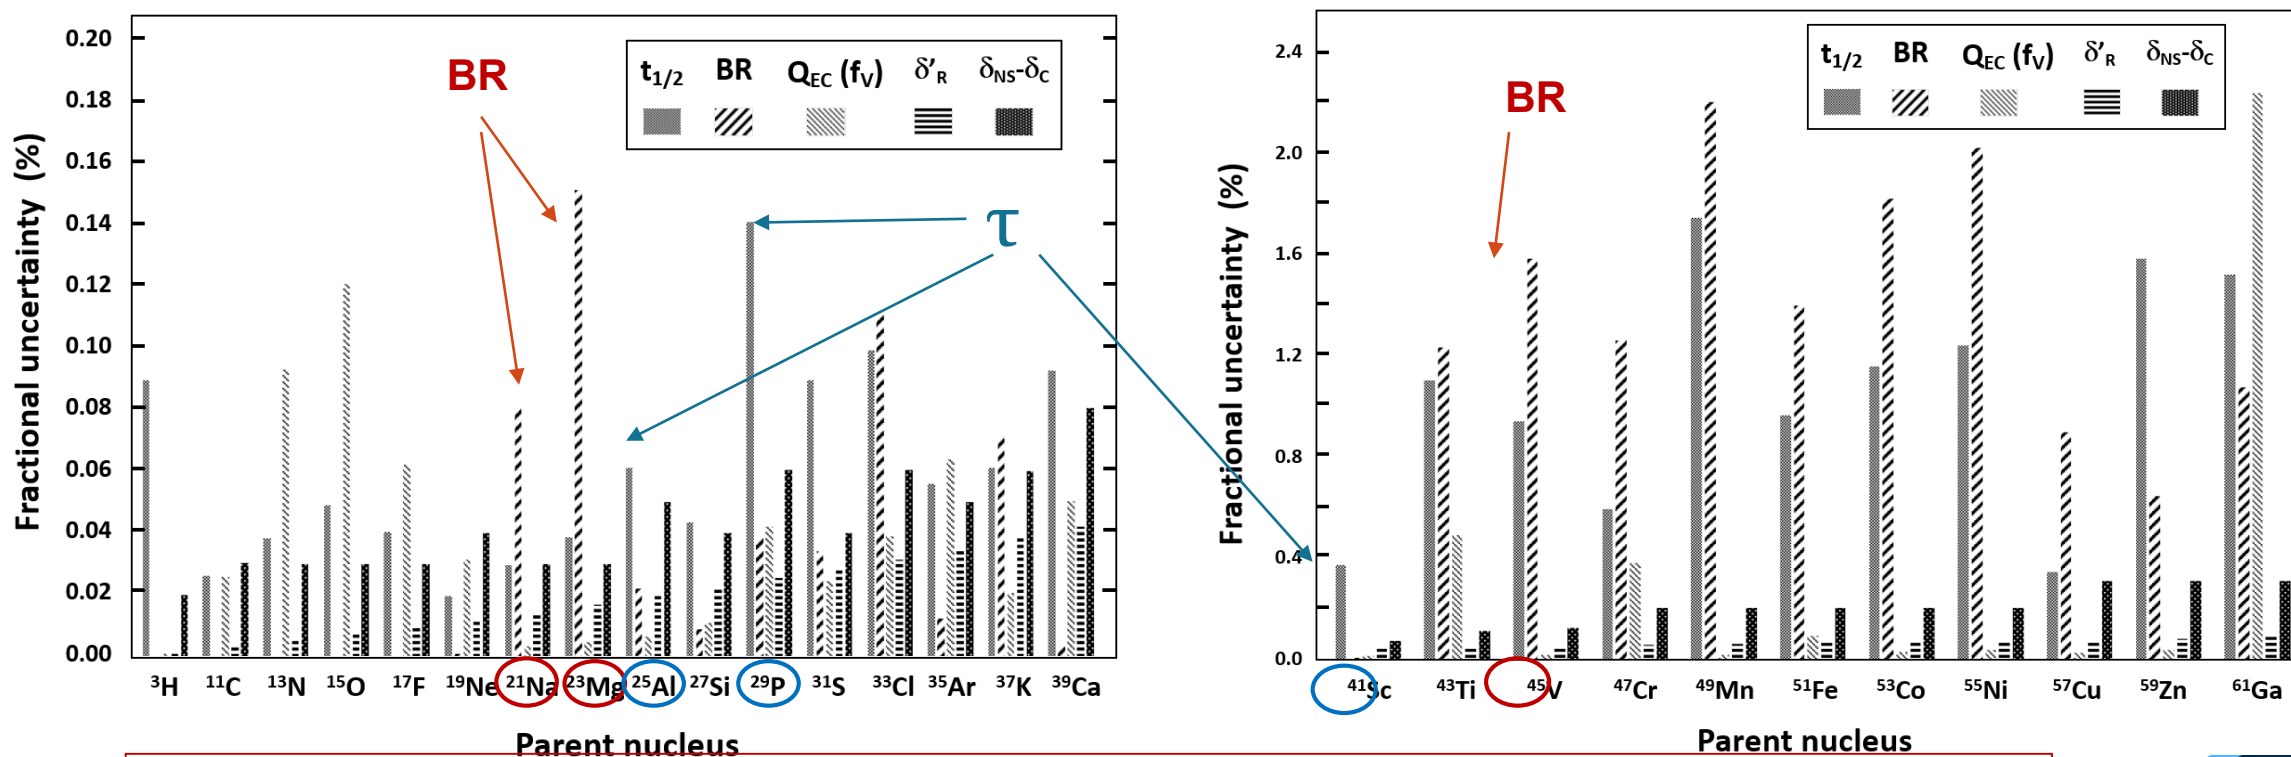 BR
t1/2 BR QEC (fV) δ'R δNS-δC
τ
Fractional uncertainty (%)
0.20
0.18
0.16
0.14
0.12
0.10
0.08
0.06
0.04
0.02
0.00
3H 11C 13N 15O 17F 19Ne 21Na 23Mg 25Al 27Si 29P 31S 33Cl 35Ar 37K 39Ca
Parent nucleus
BR
t1/2 BR QEC (fV) δ'R δNS-δC
Fractional uncertainty (%)
2.4
2.0
1.6
1.2
0.8
0.4
0.0
41Sc 43Ti 45V 47Cr 49Mn 51Fe 53Co 55Ni 57Cu 59Zn 61Ga
Parent nucleus